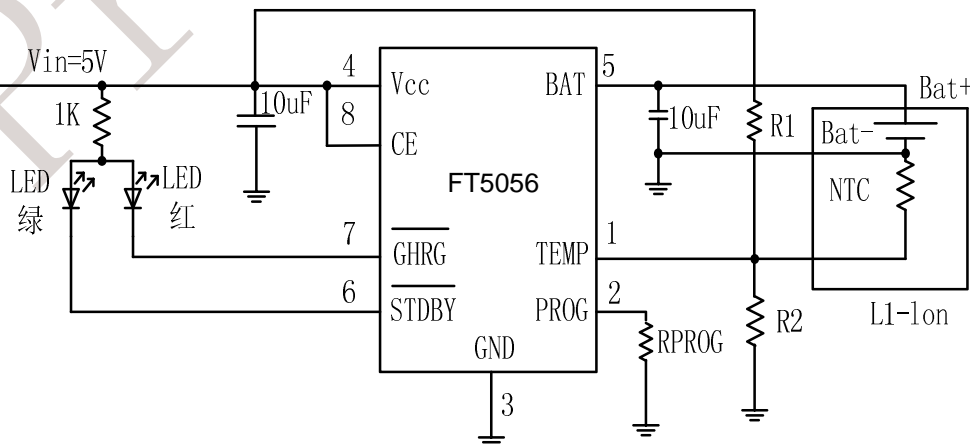 Vin=5V
1K
LED
绿
LED
红
10uF
4
Vcc
8
CE
FT5056
7
GHRG
6
STDBY
GND
3
BAT
5
TEMP
1
PROG
2
RPROG
10uF
R1
R2
Bat+
Bat-
NTC
L1-lon